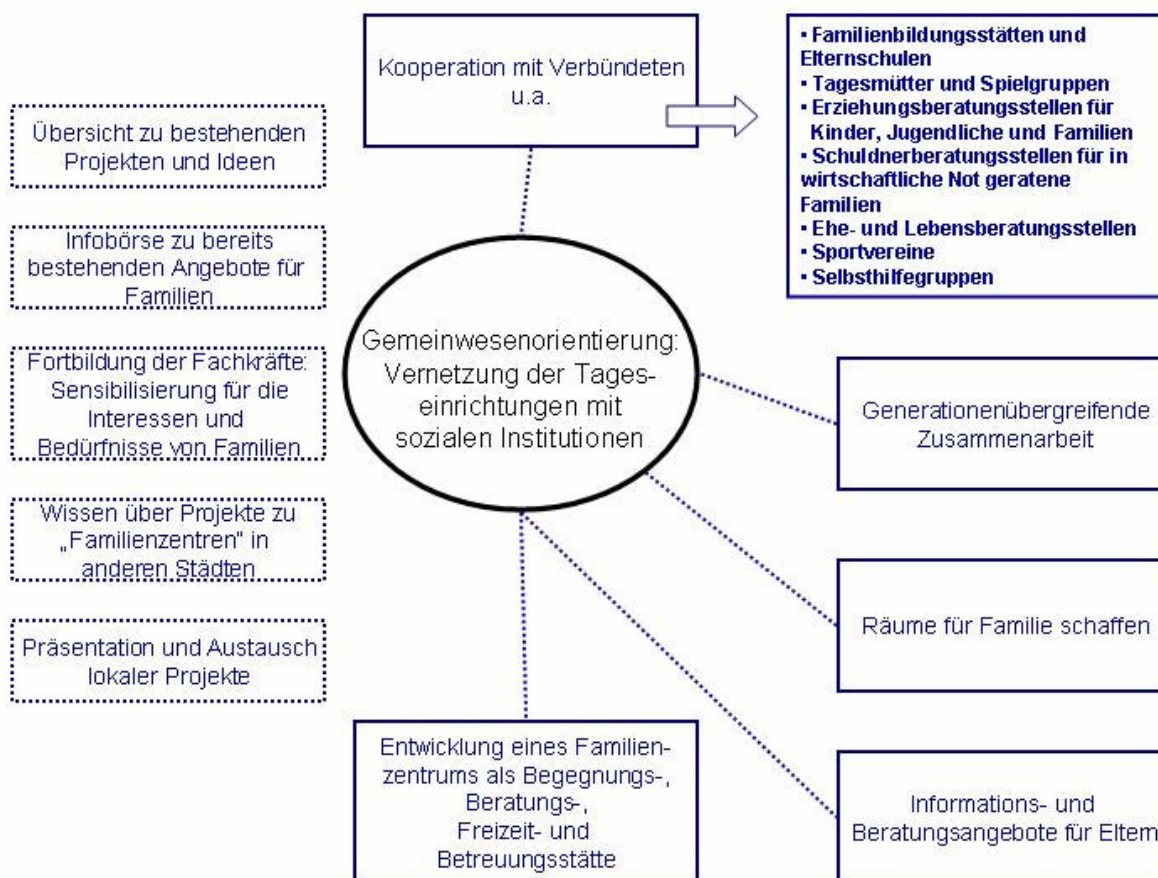 Kooperation mit Verbündeten
u.a.
▪ Familienbildungsstätten und
Elternschulen
▪ Tagesmütter und Spielgruppen
▪ Erziehungsberatungsstellen für
Kinder, Jugendliche und Familien
▪ Schuldnerberatungsstellen für in
wirtschaftliche Not geratene
Familien
▪ Ehe- und Lebensberatungsstellen
▪ Sportvereine
▪ Selbsthilfegruppen
Übersicht zu bestehenden
Projekten und Ideen
Infobörse zu bereits
bestehenden Angebote für
Familien
Fortbildung der Fachkräfte:
Sensibilisierung für die
Interessen und
Bedürfnisse von Familien
Wissen über Projekte zu
„Familienzentren" in
anderen Städten
Präsentation und Austausch
lokaler Projekte
Gemeinwesenorientierung:
Vernetzung der Tages-
einrichtungen mit
sozialen Institutionen
Generationenübergreifende
Zusammenarbeit
Räume für Familie schaffen
Informations- und
Beratungsangebote für Eltern
Entwicklung eines Familien-
zentrums als Begegnungs-,
Beratungs-,
Freizeit- und
Betreuungsstätte